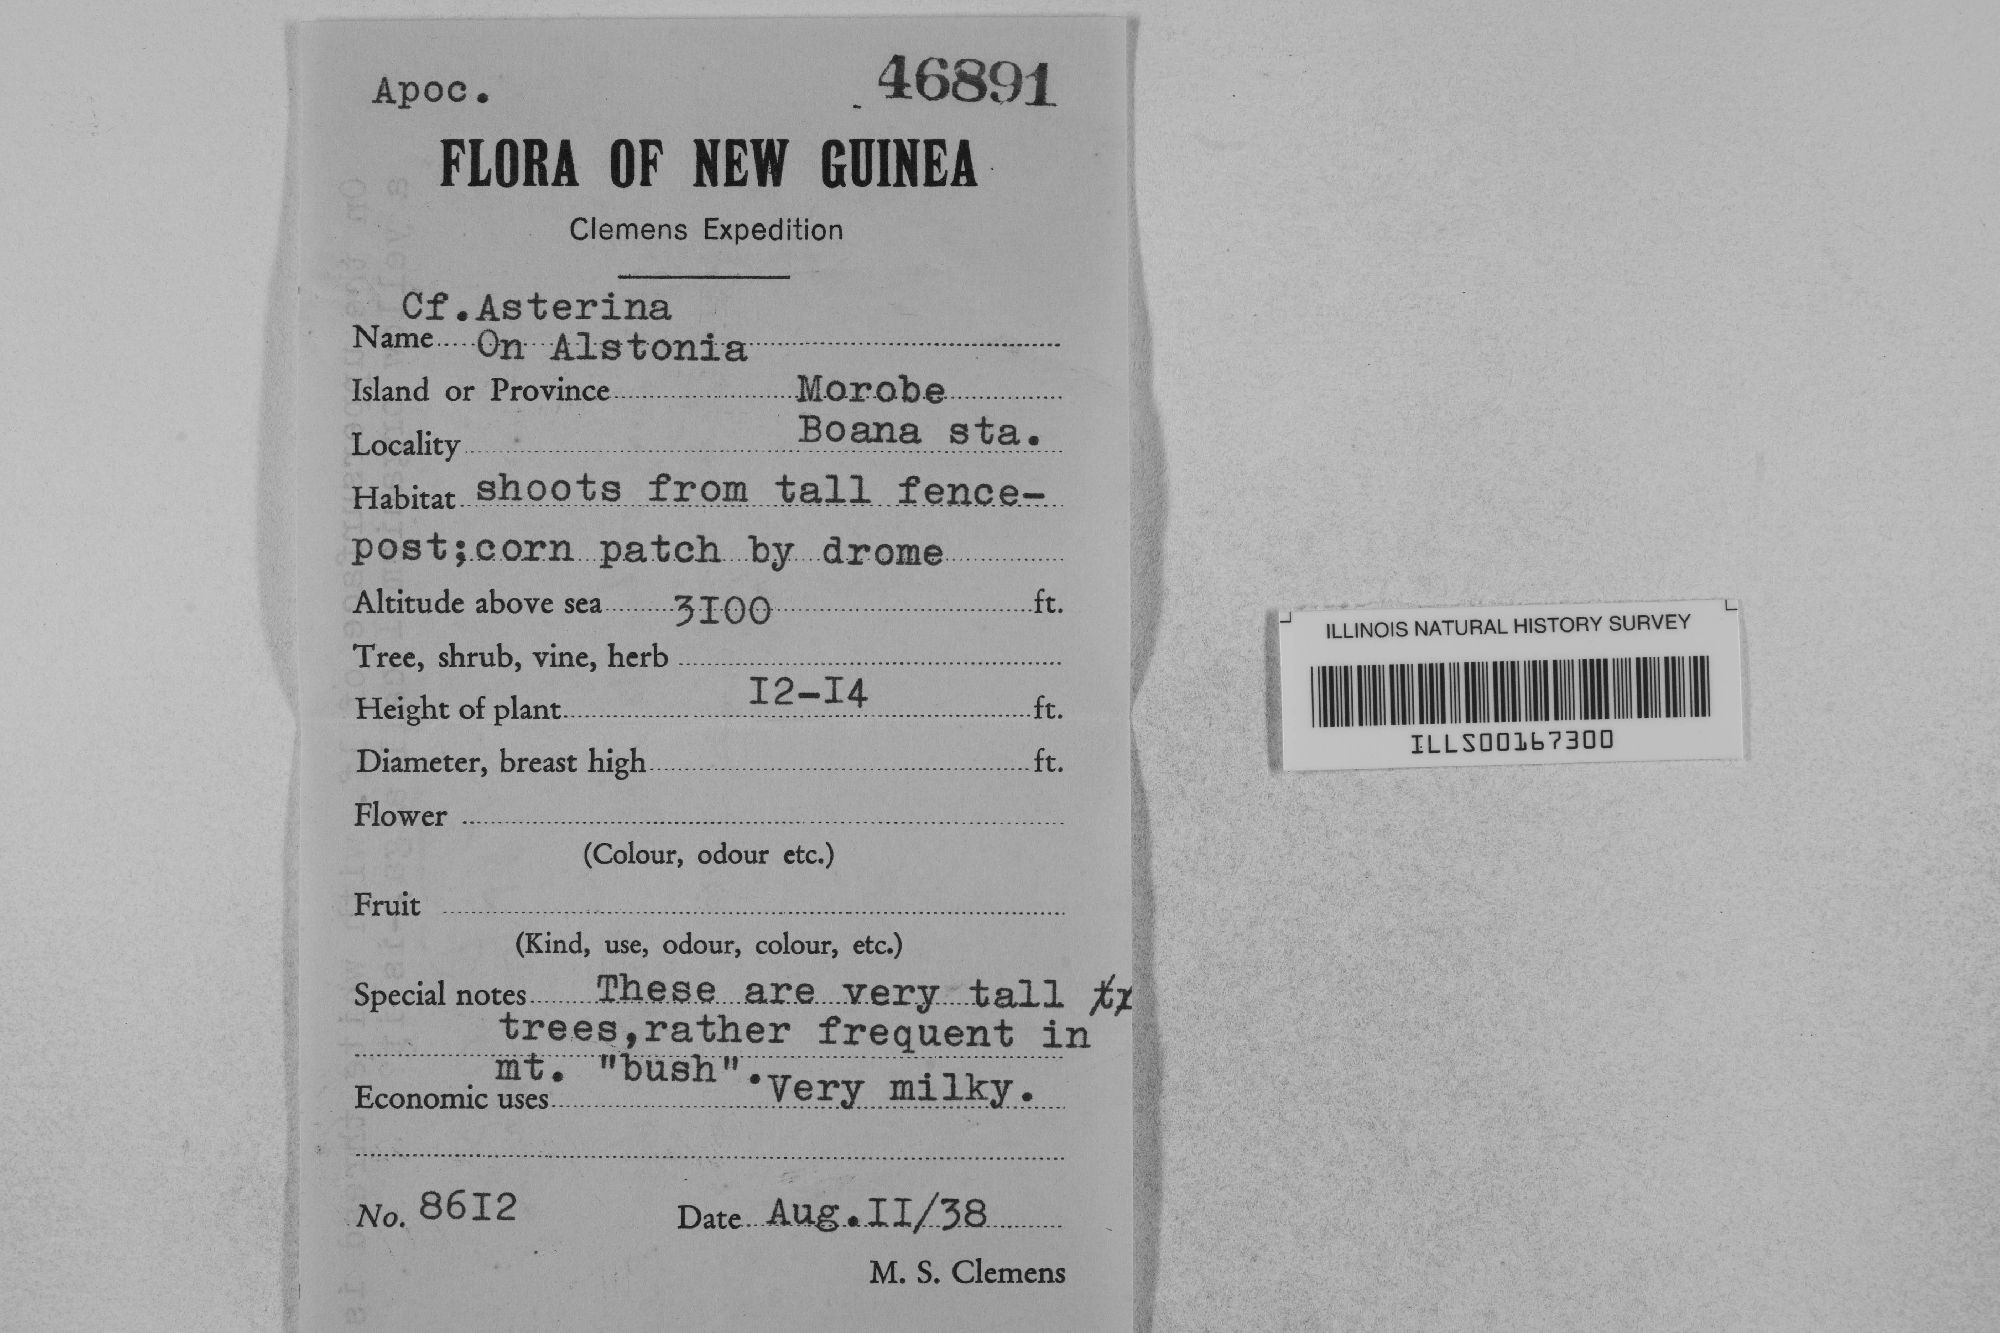 Apoc.
46891
FLORA OF NEW GUINEA
Clemens Expedition
Cf.Asterina
Name On Alstonia
Island or Province Morobe
Locality Boana sta.
Habitat shoots from tall fence-
post;corn patch by drome
Altitude above sea 3I00 ft.
Tree, shrub, vine, herb
Height of plant I2-I4 ft.
Diameter, breast high ft.
Flower
(Colour, odour etc.)
Fruit
(Kind, use, odour, colour, etc.)
Special notes These are very tall
trees,rather frequent in
mt. "bush".Very milky.
Economic uses
No. 86I2 Date Aug.II/38
M. S. Clemens
ILLINOIS NATURAL HISTORY SURVEY
ILLS00167300